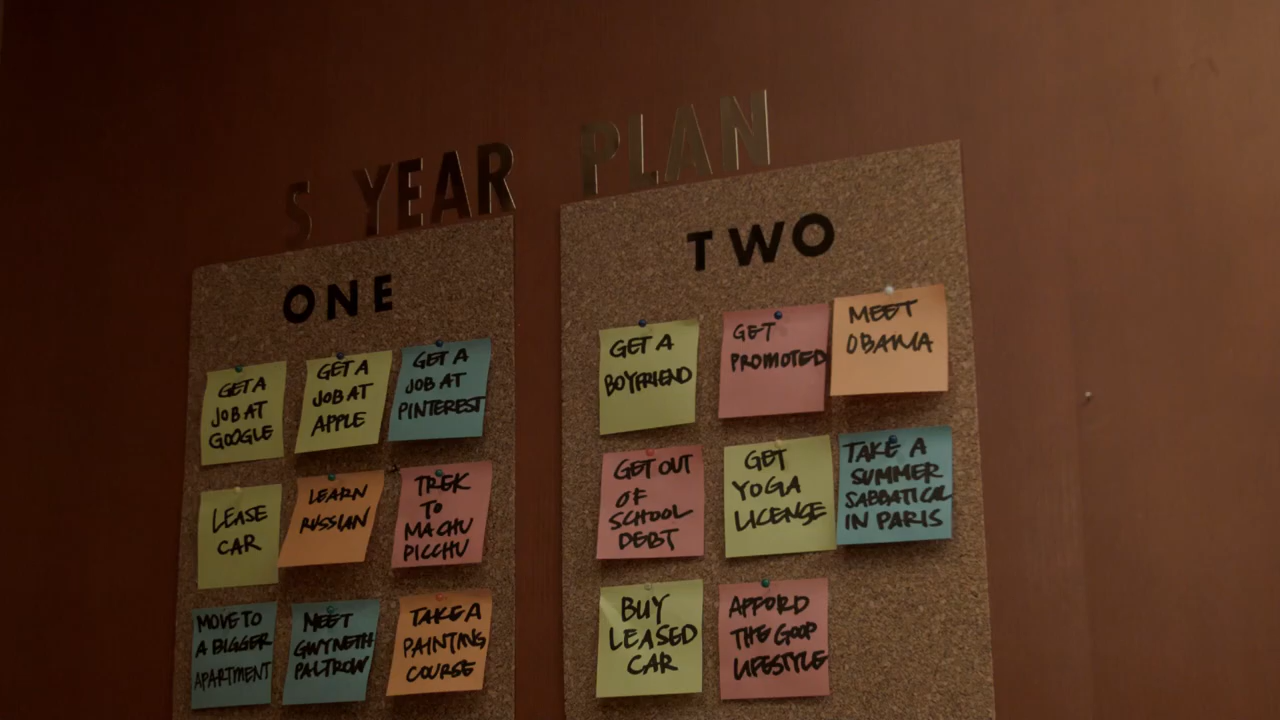 5 YEAR PLAN
ONE
GET A
JOB AT
GOOGLE
GET A
JOB AT
APPLE
GET A
JOB AT
PINTEREST
LEASE
CAR
LEARN
RUSSIAN
TREK
TO
MACHU
PICCHU
MOVE TO
A BIGGER
APARTMENT
MEET
GWYNETH
PALTROW
TAKE A
PAINTING
COURSE
TWO
GET A
BOYFRIEND
GET
PROMOTED
MEET
OBAMA
GET OUT
OF
SCHOOL
DEBT
GET
YOGA
LICENSE
TAKE A
SUMMER
SABBATICAL
IN PARIS
BUY
LEASED
CAR
AFFORD
THE GOOP
LIFESTYLE